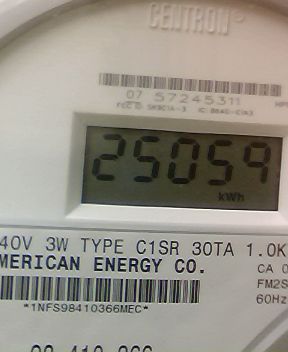 CENTRON®
07 57245311
25059
kWh
40V 3W TYPE C1SR 30TA 1.0K
MERICAN ENERGY CO.
CA 0
FM2S
60Hz
*1NFS98410366MEC*